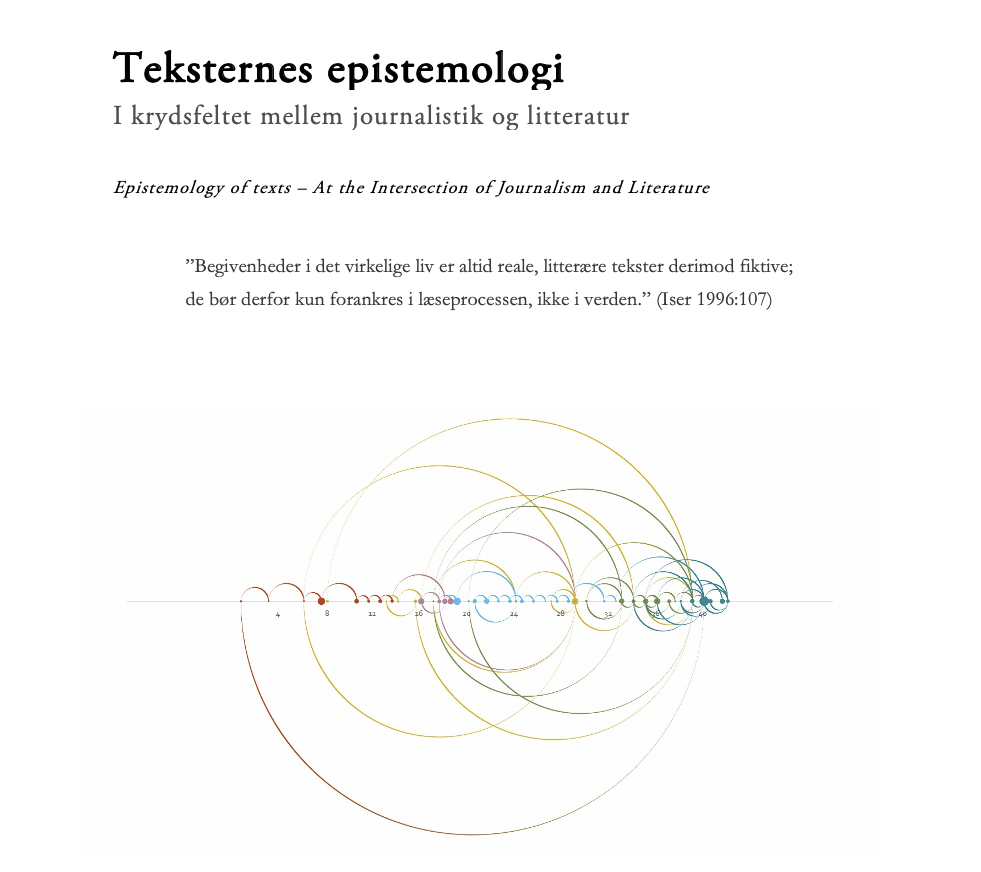 Teksternes epistemologi
I krydsfeltet mellem journalistik og litteratur
Epistemology of texts – At the Intersection of Journalism and Literature
”Begivenheder i det virkelige liv er altid reale, litterære tekster derimod fiktive;
de bør derfor kun forankres i læseprocessen, ikke i verden.” (Iser 1996:107)
4 8 12 16 20 24 28 32 36 40